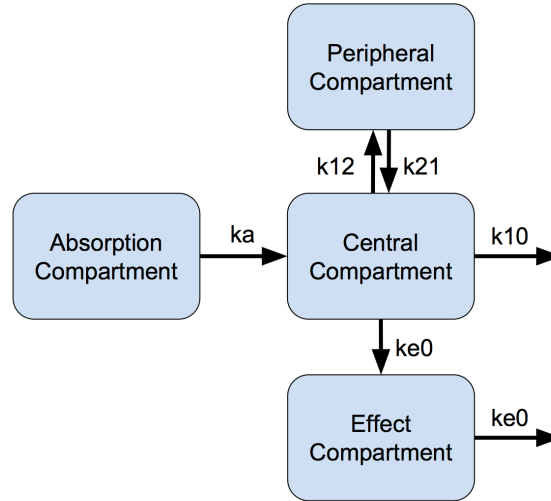 Peripheral
Compartment
k12
k21
Absorption
Compartment
ka
Central
Compartment
k10
ke0
Effect
Compartment
ke0